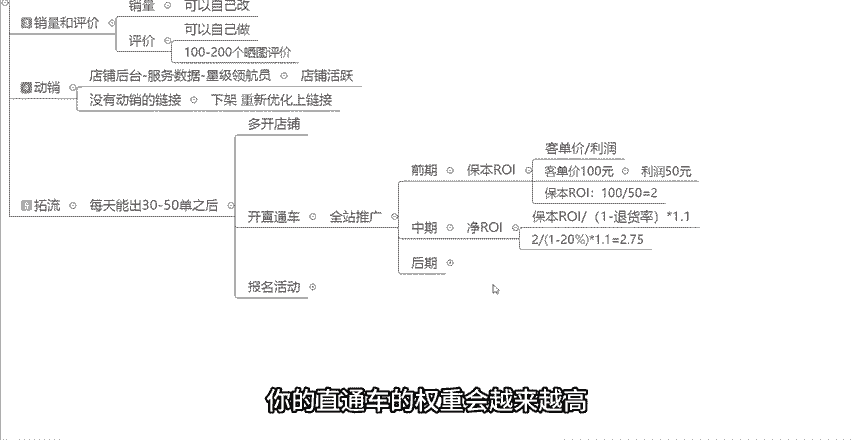 销量 可以自己改
销量和评价
可以自己做
评价
100-200个晒图评价
店铺后台-服务数据-量级领航员 店铺活跃
动销
没有动销的链接 下架 重新优化上链接
多开店铺
客单价/利润
前期 保本ROI 客单价100元 利润50元
保本ROI：100/50=2
拓流 每天能出30-50单之后
开直通车 全站推广
保本ROI/（1-退货率）*1.1
中期 净ROI
2/(1-20%)*1.1=2.75
后期
报名活动
你的直通车的权重会越来越高